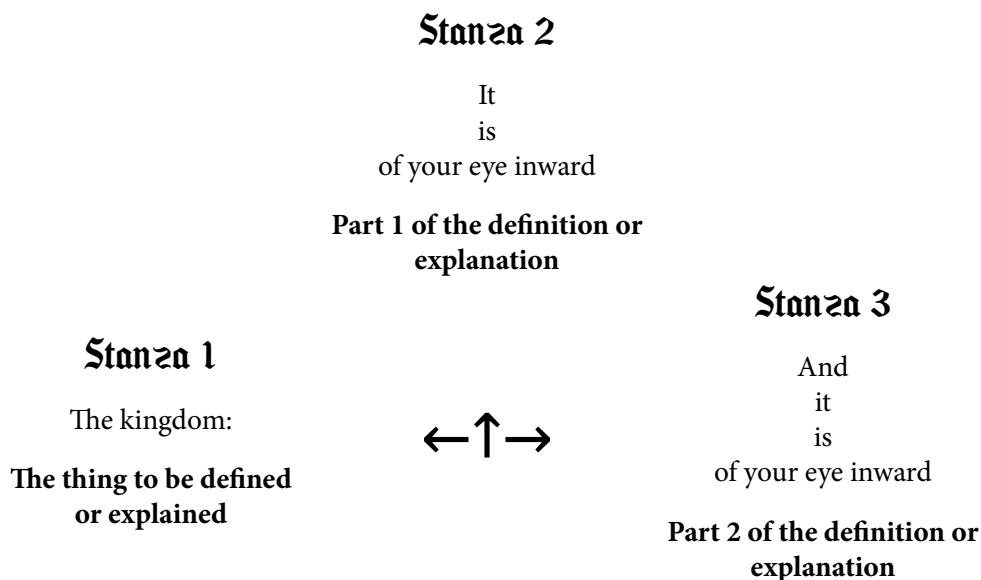 Stanza 2
It
is
of your eye inward
Part 1 of the definition or
explanation
Stanza 1
The kingdom:
The thing to be defined
or explained
←↑→
Stanza 3
And
it
is
of your eye inward
Part 2 of the definition or
explanation